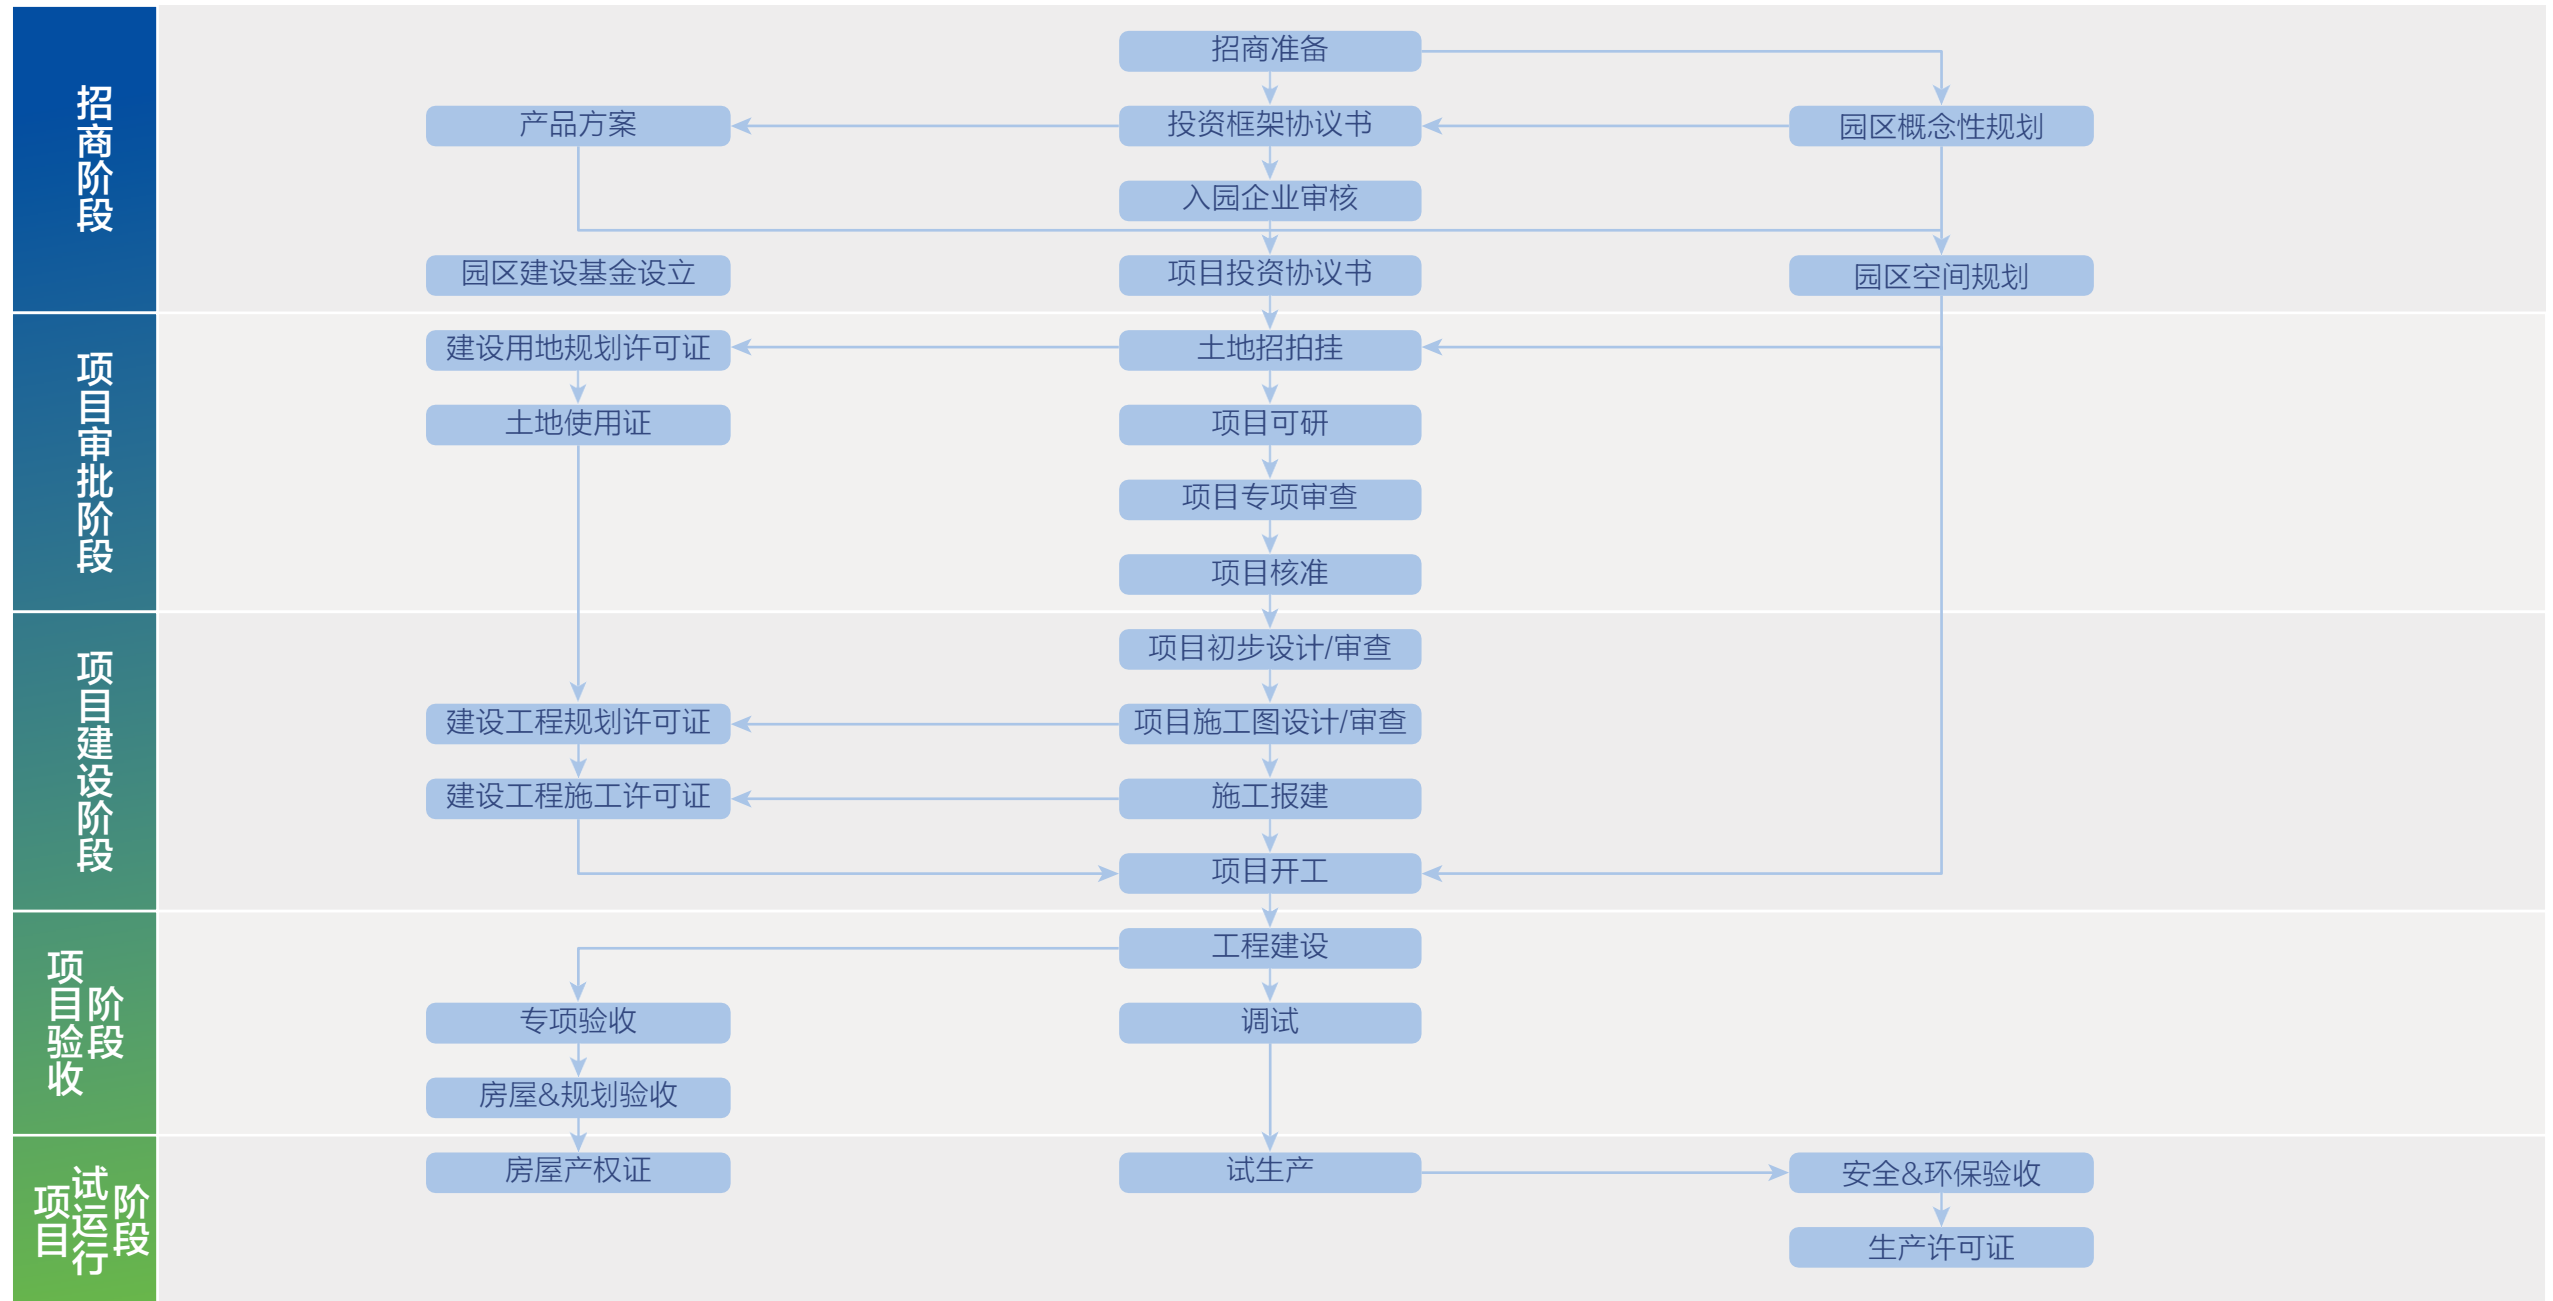 招商阶段
招商准备
产品方案
投资框架协议书
园区概念性规划
入园企业审核
园区建设基金设立
项目投资协议书
园区空间规划
项目审批阶段
建设用地规划许可证
土地招拍挂
土地使用证
项目可研
项目专项审查
项目核准
项目建设阶段
项目初步设计/审查
建设工程规划许可证
项目施工图设计/审查
建设工程施工许可证
施工报建
项目开工
项目验收
阶段
工程建设
专项验收
调试
房屋&规划验收
项目
试运行
阶段
房屋产权证
试生产
安全&环保验收
生产许可证